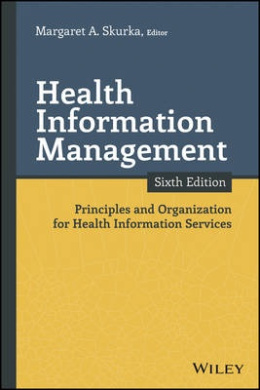 Margaret A. Skurka, Editor
Health
Information
Management
Sixth Edition
Principles and Organization
for Health Information Services
WILEY